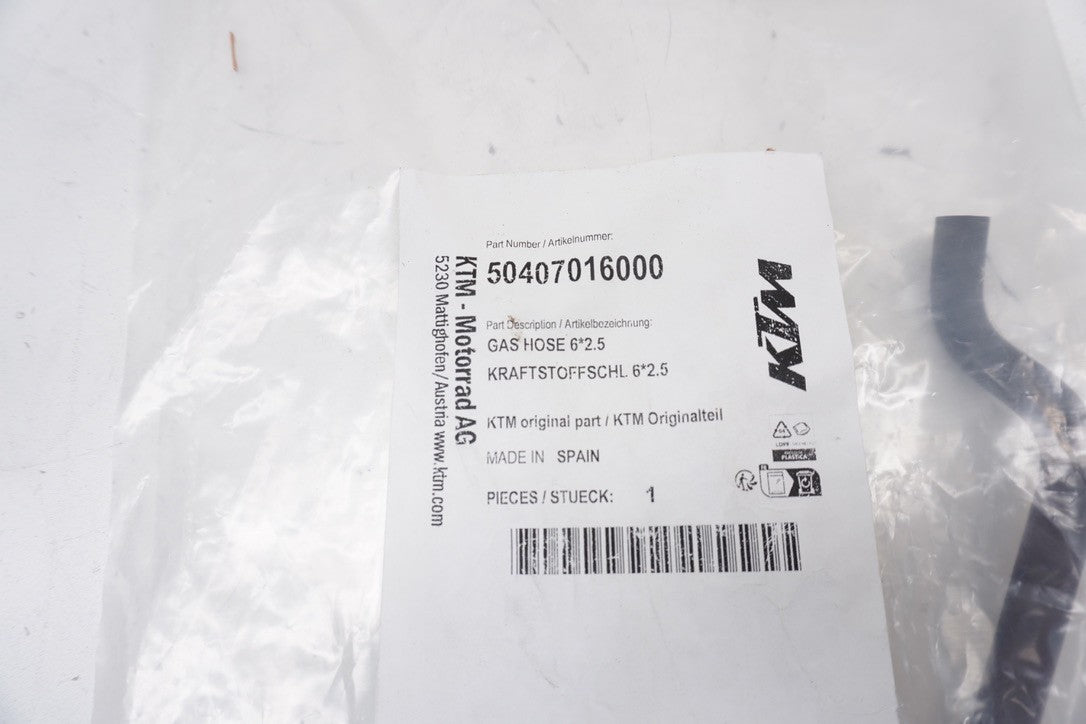 Part Number / Artikelnummer:
50407016000
Part Description / Artikelbezeichnung:
GAS HOSE 6*2.5
KRAFTSTOFFSCHL. 6*2.5
KTM original part / KTM Originalteil
MADE IN SPAIN
PIECES / STUECK: 1
KTM - Motorrad AG
5230 Mattighofen/Austria www.ktm.com
KTM
PLASTICA